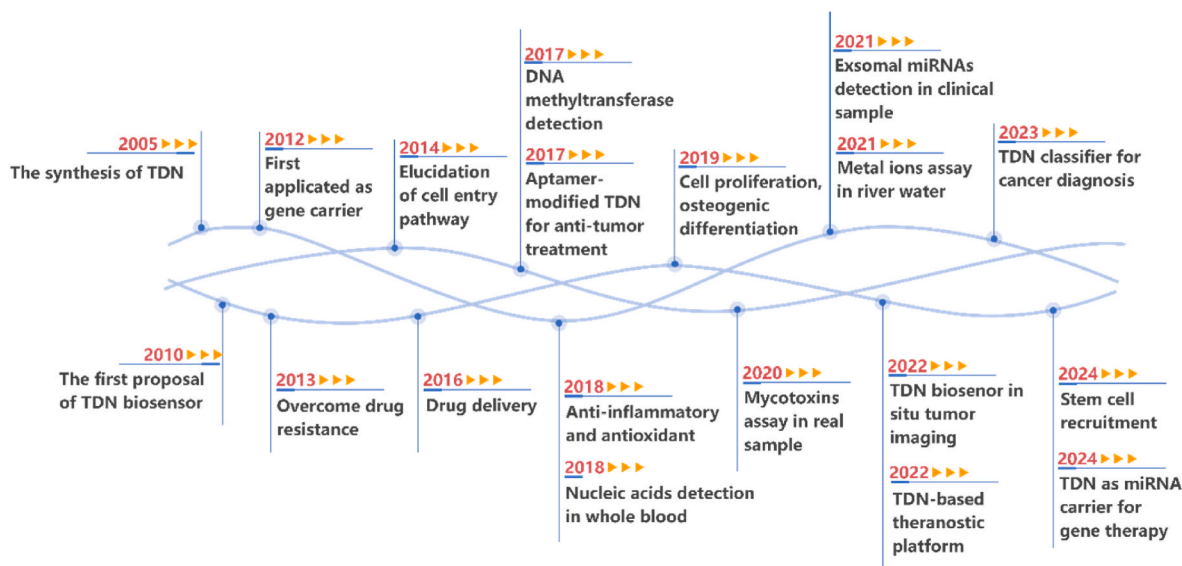 2005
The synthesis of TDN
2012
First
applicated as
gene carrier
2014
Elucidation
of cell entry
pathway
2017
DNA
methyltransferase
detection
2017
Aptamer-
modified TDN
for anti-tumor
treatment
2019
Cell proliferation,
osteogenic
differentiation
2021
Exsomal miRNAs
detection in clinical
sample
2021
Metal ions assay
in river water
2023
TDN classifier for
cancer diagnosis
2010
The first proposal
of TDN biosensor
2013
Overcome drug
resistance
2016
Drug delivery
2018
Anti-inflammatory
and antioxidant
2018
Nucleic acids detection
in whole blood
2020
Mycotoxins
assay in real
sample
2022
TDN biosenor in
situ tumor
imaging
2022
TDN-based
theranostic
platform
2024
Stem cell
recruitment
2024
TDN as miRNA
carrier for
gene therapy